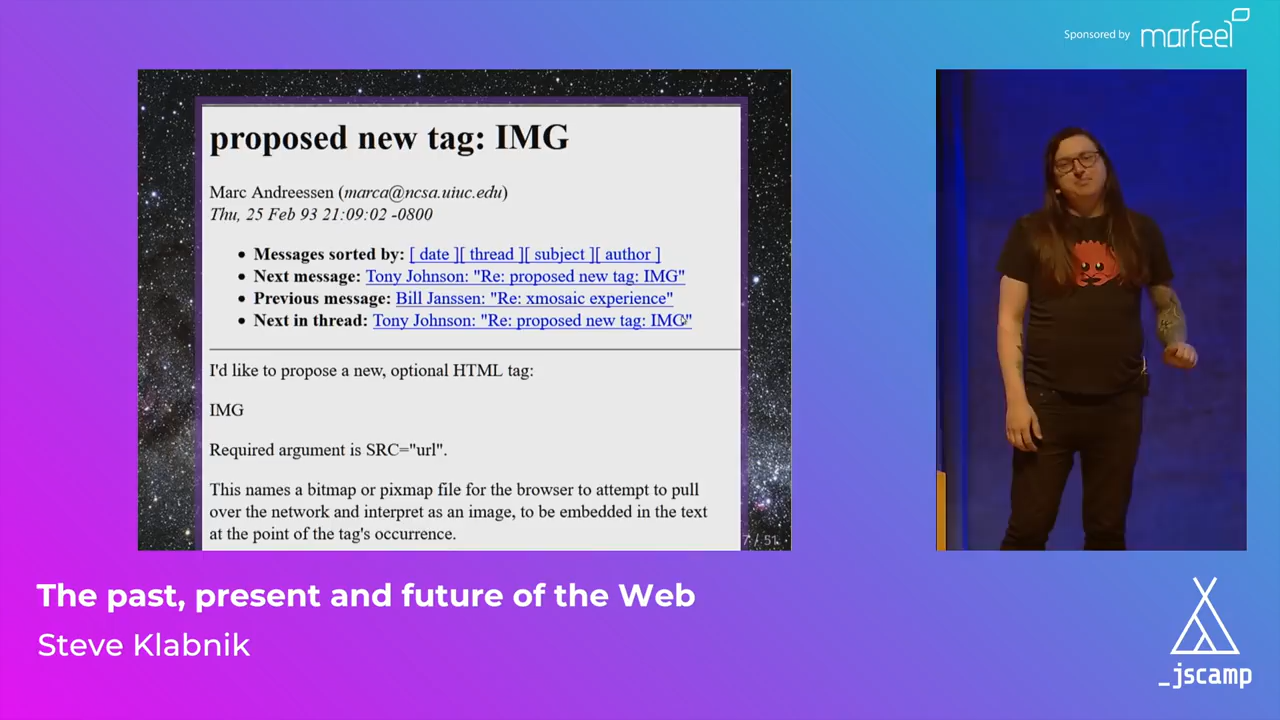 Sponsored by marfeel
proposed new tag: IMG
Marc Andreessen (marca@ncsa.uiuc.edu)
Thu, 25 Feb 93 21:09:02 -0800
• Messages sorted by: [ date ][ thread ][ subject ][ author ]
• Next message: Tony Johnson: "Re: proposed new tag: IMG"
• Previous message: Bill Janssen: "Re: xmosaic experience"
• Next in thread: Tony Johnson: "Re: proposed new tag: IMG"
I'd like to propose a new, optional HTML tag:
IMG
Required argument is SRC="url".
This names a bitmap or pixmap file for the browser to attempt to pull
over the network and interpret as an image, to be embedded in the text
at the point of the tag's occurrence.
7 / 51
The past, present and future of the Web
Steve Klabnik
_jscamp